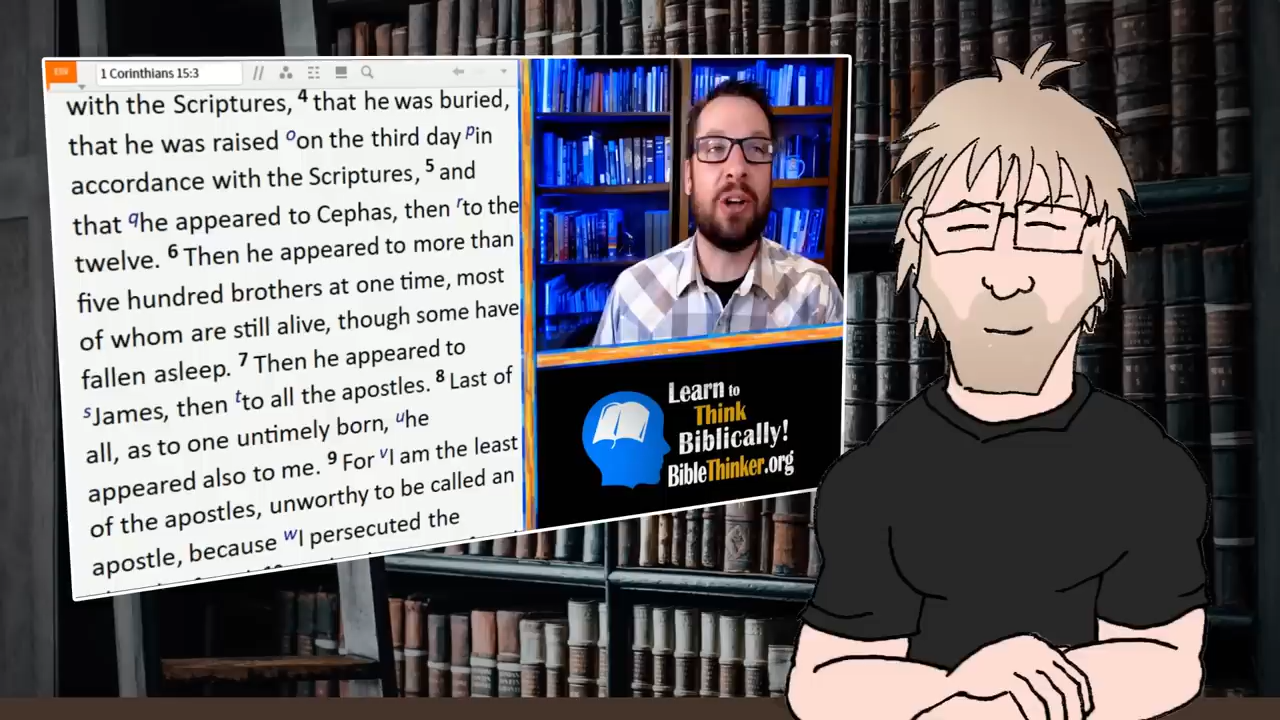 ESV
1 Corinthians 15:3
with the Scriptures, 4 that he was buried,
that he was raised o on the third day p in
accordance with the Scriptures, 5 and
that q he appeared to Cephas, then r to the
twelve. 6 Then he appeared to more than
five hundred brothers at one time, most
of whom are still alive, though some have
fallen asleep. 7 Then he appeared to
s James, then t to all the apostles. 8 Last of
all, as to one untimely born, u he
appeared also to me. 9 For v I am the least
of the apostles, unworthy to be called an
apostle, because w I persecuted the
Learn to
Think
Biblically!
BibleThinker.org